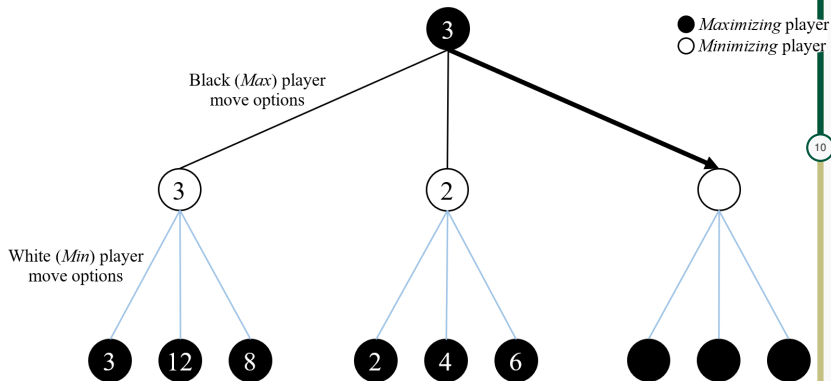 3
Maximizing player
Minimizing player
Black (Max) player
move options
10
3
2
White (Min) player
move options
3 12 8 2 4 6